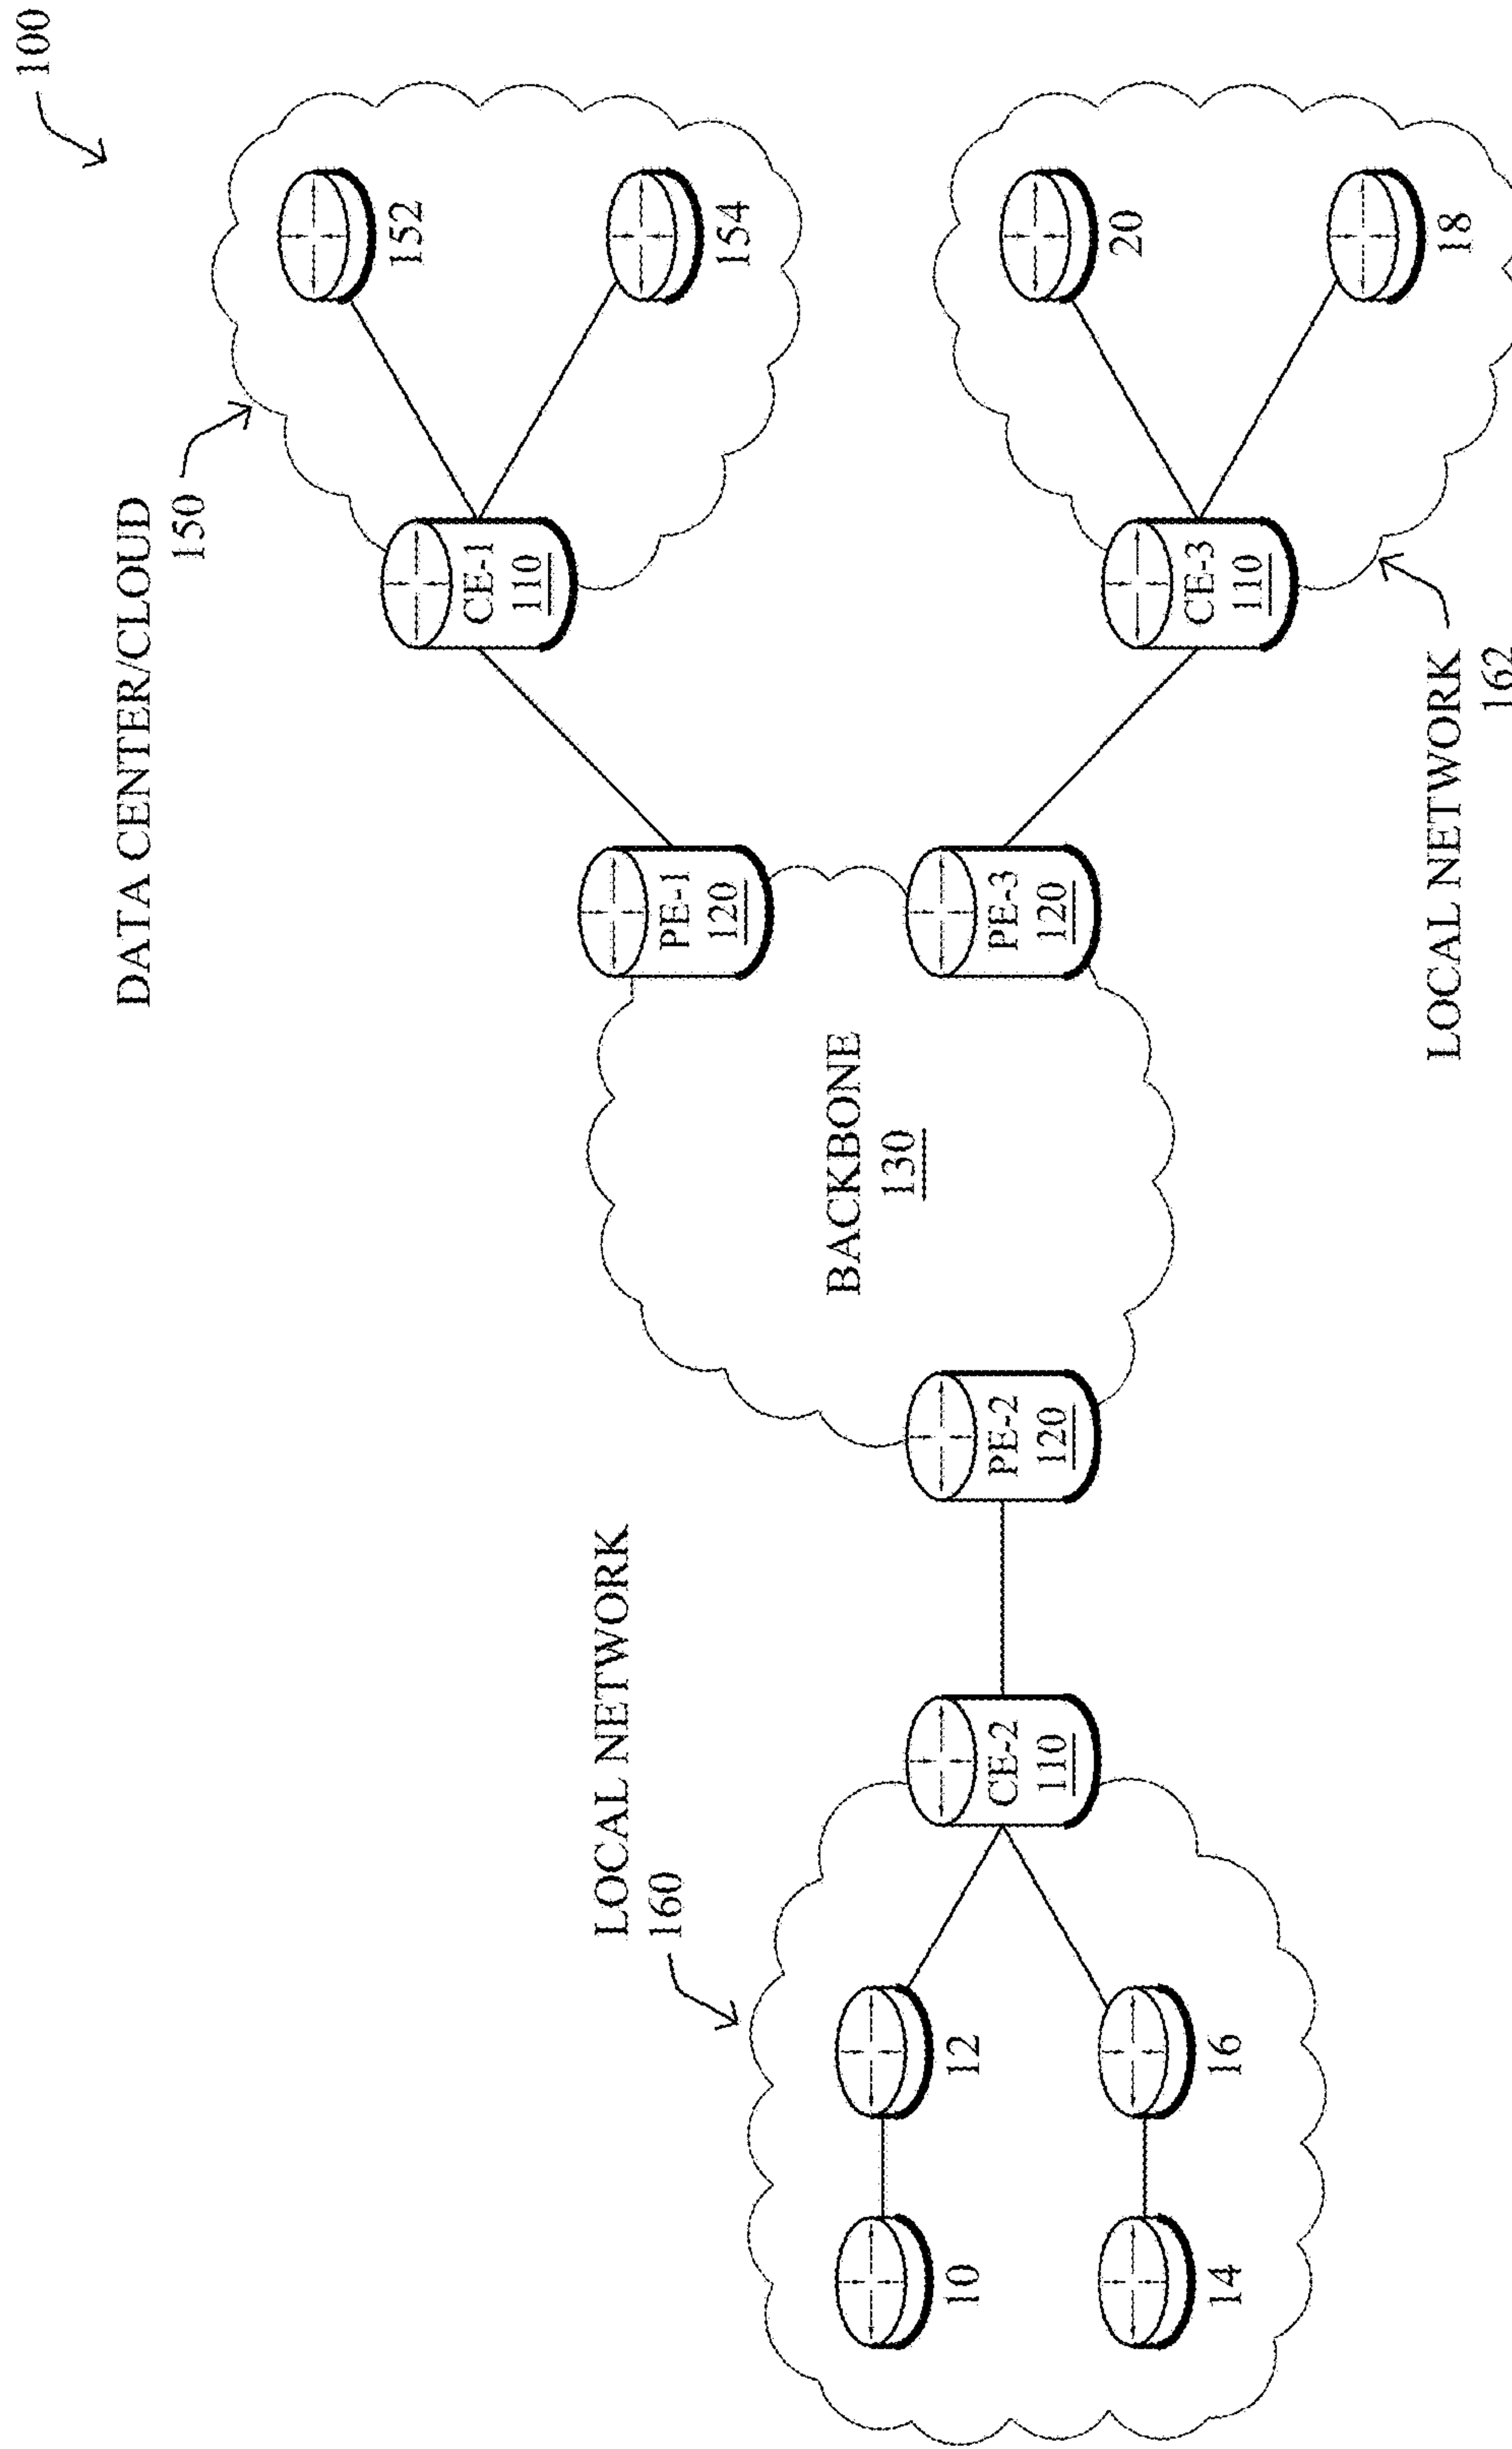 100
DATA CENTER/CLOUD
150
152
154
CE-1
110
PE-1
120
LOCAL NETWORK
160
BACKBONE
130
10
12
14
16
CE-2
110
PE-2
120
PE-3
120
CE-3
110
20
18
LOCAL NETWORK
162